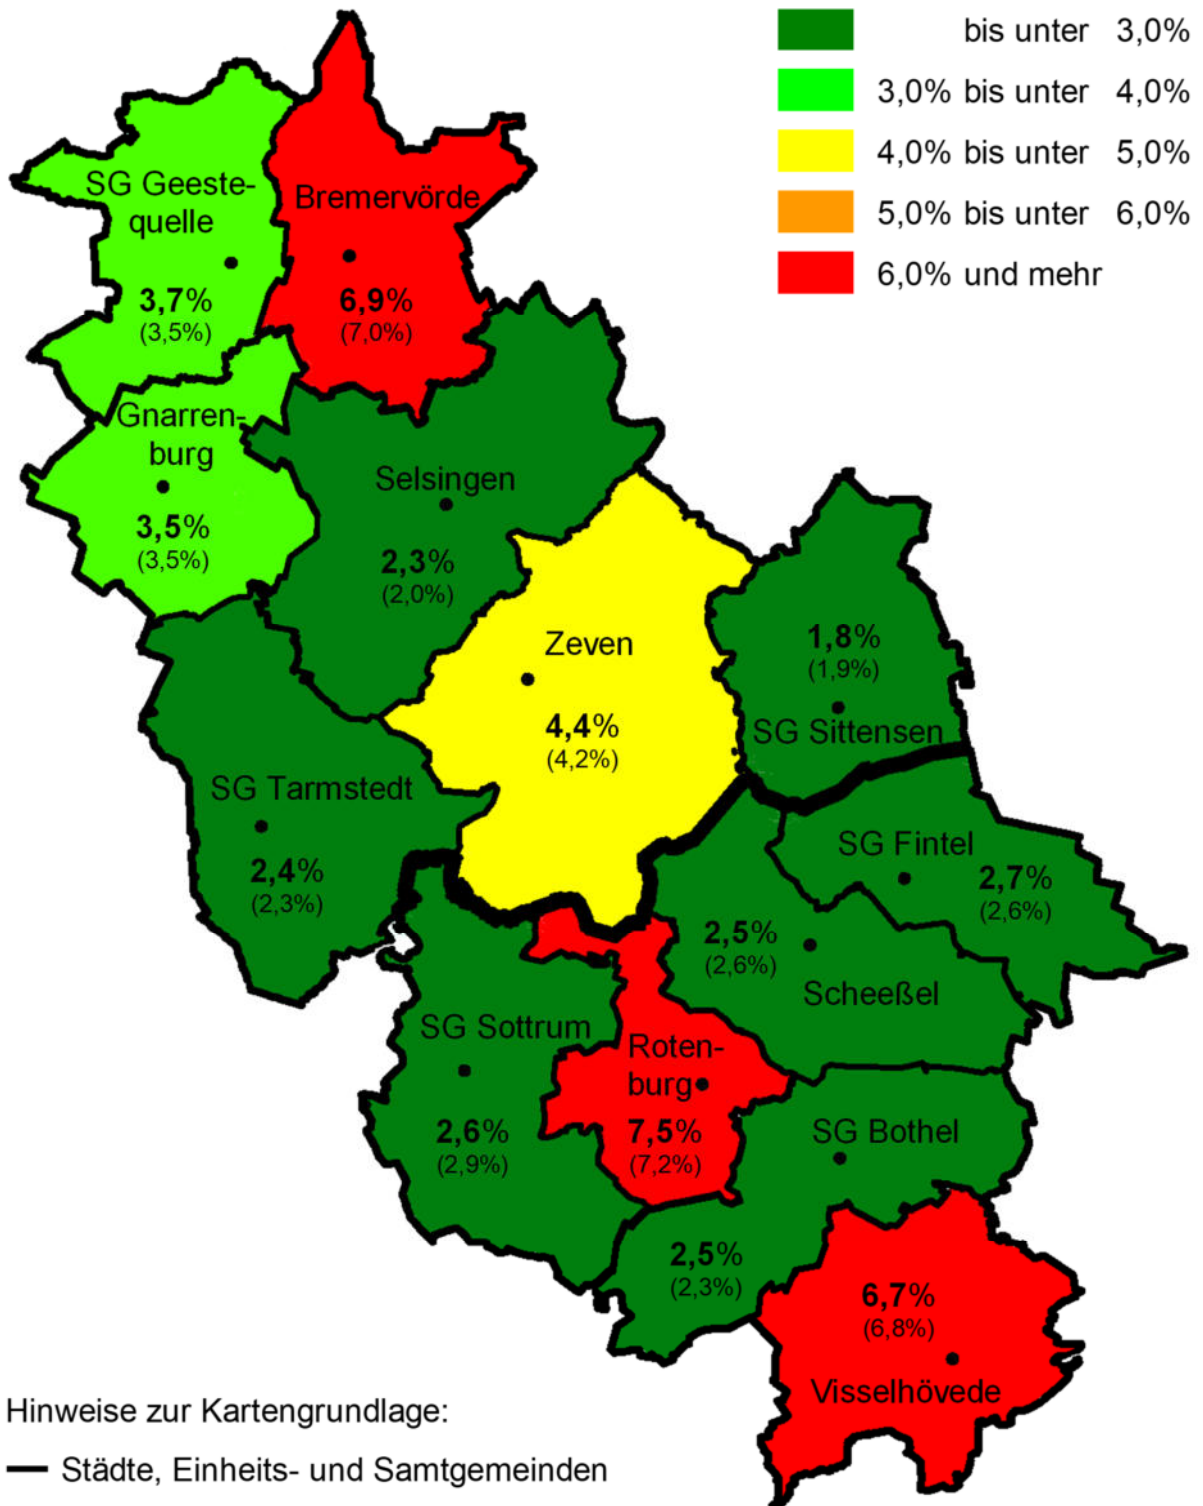 bis unter 3,0%
3,0% bis unter 4,0%
4,0% bis unter 5,0%
5,0% bis unter 6,0%
6,0% und mehr
SG Geeste-
quelle
3,7%
(3,5%)
Bremervörde
6,9%
(7,0%)
Gnarren-
burg
3,5%
(3,5%)
Selsingen
2,3%
(2,0%)
Zeven
4,4%
(4,2%)
1,8%
(1,9%)
SG Sittensen
SG Tarmstedt
2,4%
(2,3%)
SG Fintel
2,7%
(2,6%)
2,5%
(2,6%)
Scheeßel
SG Sottrum
2,6%
(2,9%)
Roten-
burg
7,5%
(7,2%)
SG Bothel
2,5%
(2,3%)
6,7%
(6,8%)
Visselhövede
Hinweise zur Kartengrundlage:
Städte, Einheits- und Samtgemeinden